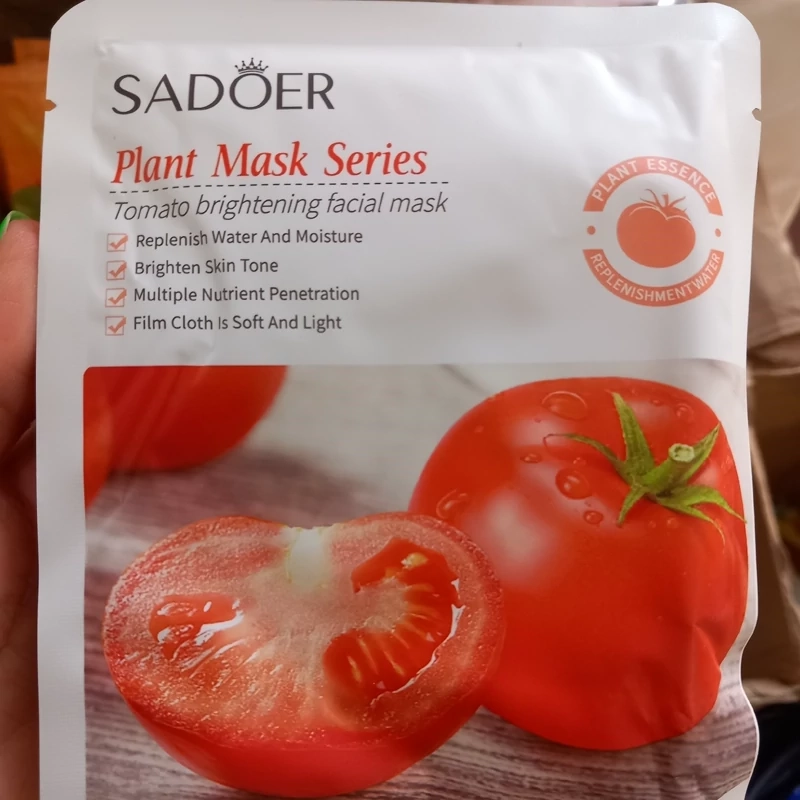 SADOER
Plant Mask Series
Tomato brightening facial mask
Replenish Water And Moisture
Brighten Skin Tone
Multiple Nutrient Penetration
Film Cloth Is Soft And Light
PLANT ESSENCE
REPLENISHMENT WATER